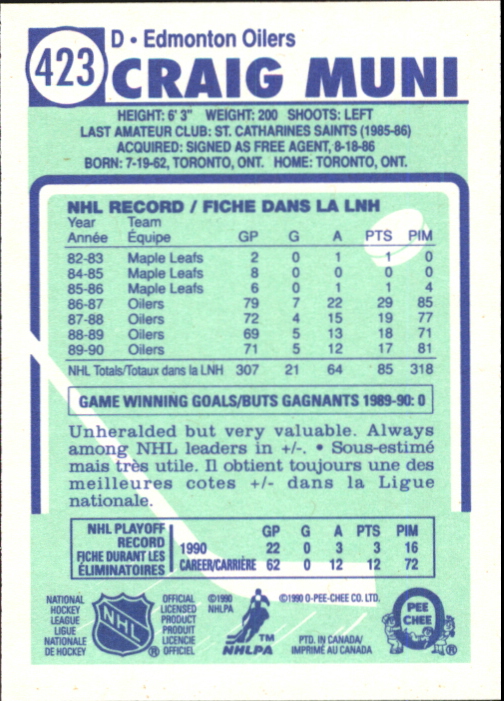 423
D • Edmonton Oilers
CRAIG MUNI
HEIGHT: 6' 3" WEIGHT: 200 SHOOTS: LEFT
LAST AMATEUR CLUB: ST. CATHARINES SAINTS (1985-86)
ACQUIRED: SIGNED AS FREE AGENT, 8-18-86
BORN: 7-19-62, TORONTO, ONT. HOME: TORONTO, ONT.
NHL RECORD / FICHE DANS LA LNH
Year Team
Année Équipe GP G A PTS PIM
82-83 Maple Leafs 2 0 1 1 0
84-85 Maple Leafs 8 0 0 0 0
85-86 Maple Leafs 6 0 1 1 4
86-87 Oilers 79 7 22 29 85
87-88 Oilers 72 4 15 19 77
88-89 Oilers 69 5 13 18 71
89-90 Oilers 71 5 12 17 81
NHL Totals/Totaux dans la LNH 307 21 64 85 318
GAME WINNING GOALS/BUTS GAGNANTS 1989-90: 0
Unheralded but very valuable. Always
among NHL leaders in +/-. • Sous-estimé
mais très utile. Il obtient toujours une des
meilleures cotes +/- dans la Ligue
nationale.
NHL PLAYOFF
RECORD
FICHE DURANT LES
ÉLIMINATOIRES
GP G A PTS PIM
1990 22 0 3 3 16
CAREER/CARRIÈRE 62 0 12 12 72
NATIONAL
HOCKEY
LEAGUE
LIGUE
NATIONALE
DE HOCKEY
NHL
®
OFFICIAL
LICENSED
PRODUCT
PRODUIT
LICENCIE
OFFICIEL
©1990
NHLPA
TM
NHLPA
©1990 O-PEE-CHEE CO. LTD.
PTD. IN CANADA/
IMPRIMÉ AU CANADA
O
PEE
CHEE
®